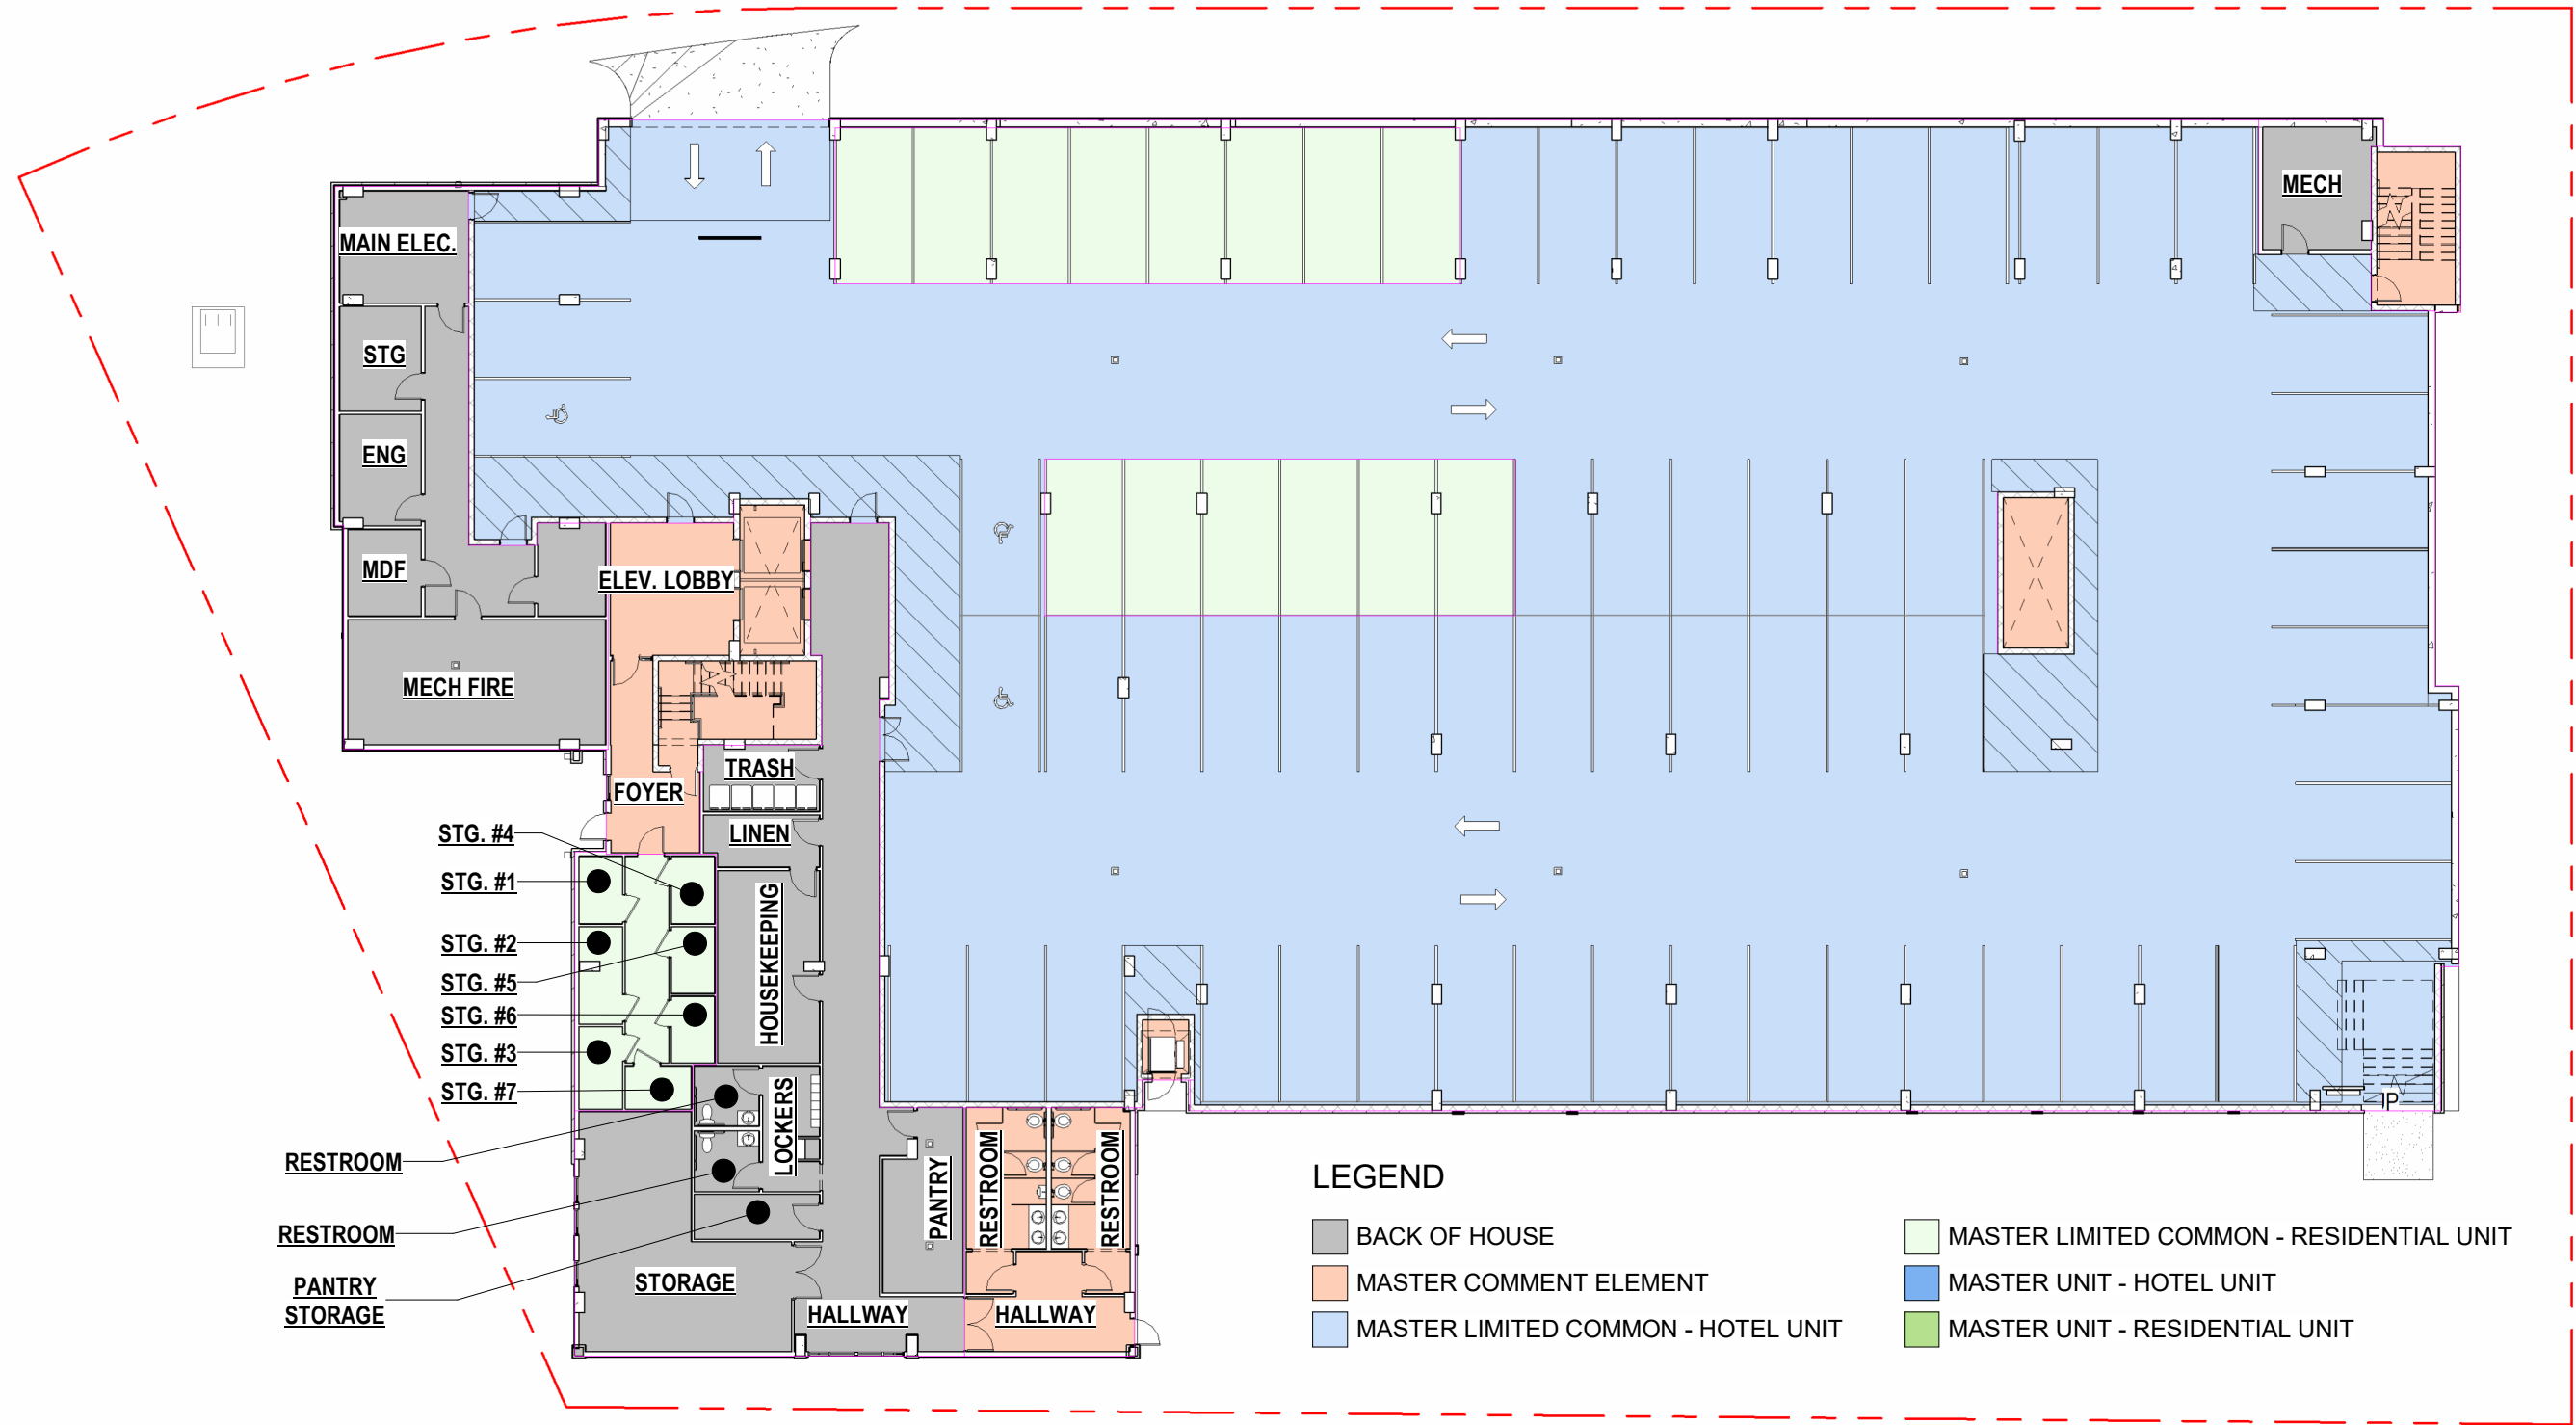 MECH
MAIN ELEC.
STG
ENG
MDF
ELEV. LOBBY
MECH FIRE
TRASH
FOYER
LINEN
STG. #4
STG. #1
HOUSEKEEPING
STG. #2
STG. #5
STG. #6
STG. #3
STG. #7
LOCKERS
RESTROOM
RESTROOM
PANTRY
STORAGE
STORAGE
HALLWAY
PANTRY
RESTROOM
RESTROOM
HALLWAY
LEGEND
BACK OF HOUSE
MASTER COMMENT ELEMENT
MASTER LIMITED COMMON - HOTEL UNIT
MASTER LIMITED COMMON - RESIDENTIAL UNIT
MASTER UNIT - HOTEL UNIT
MASTER UNIT - RESIDENTIAL UNIT